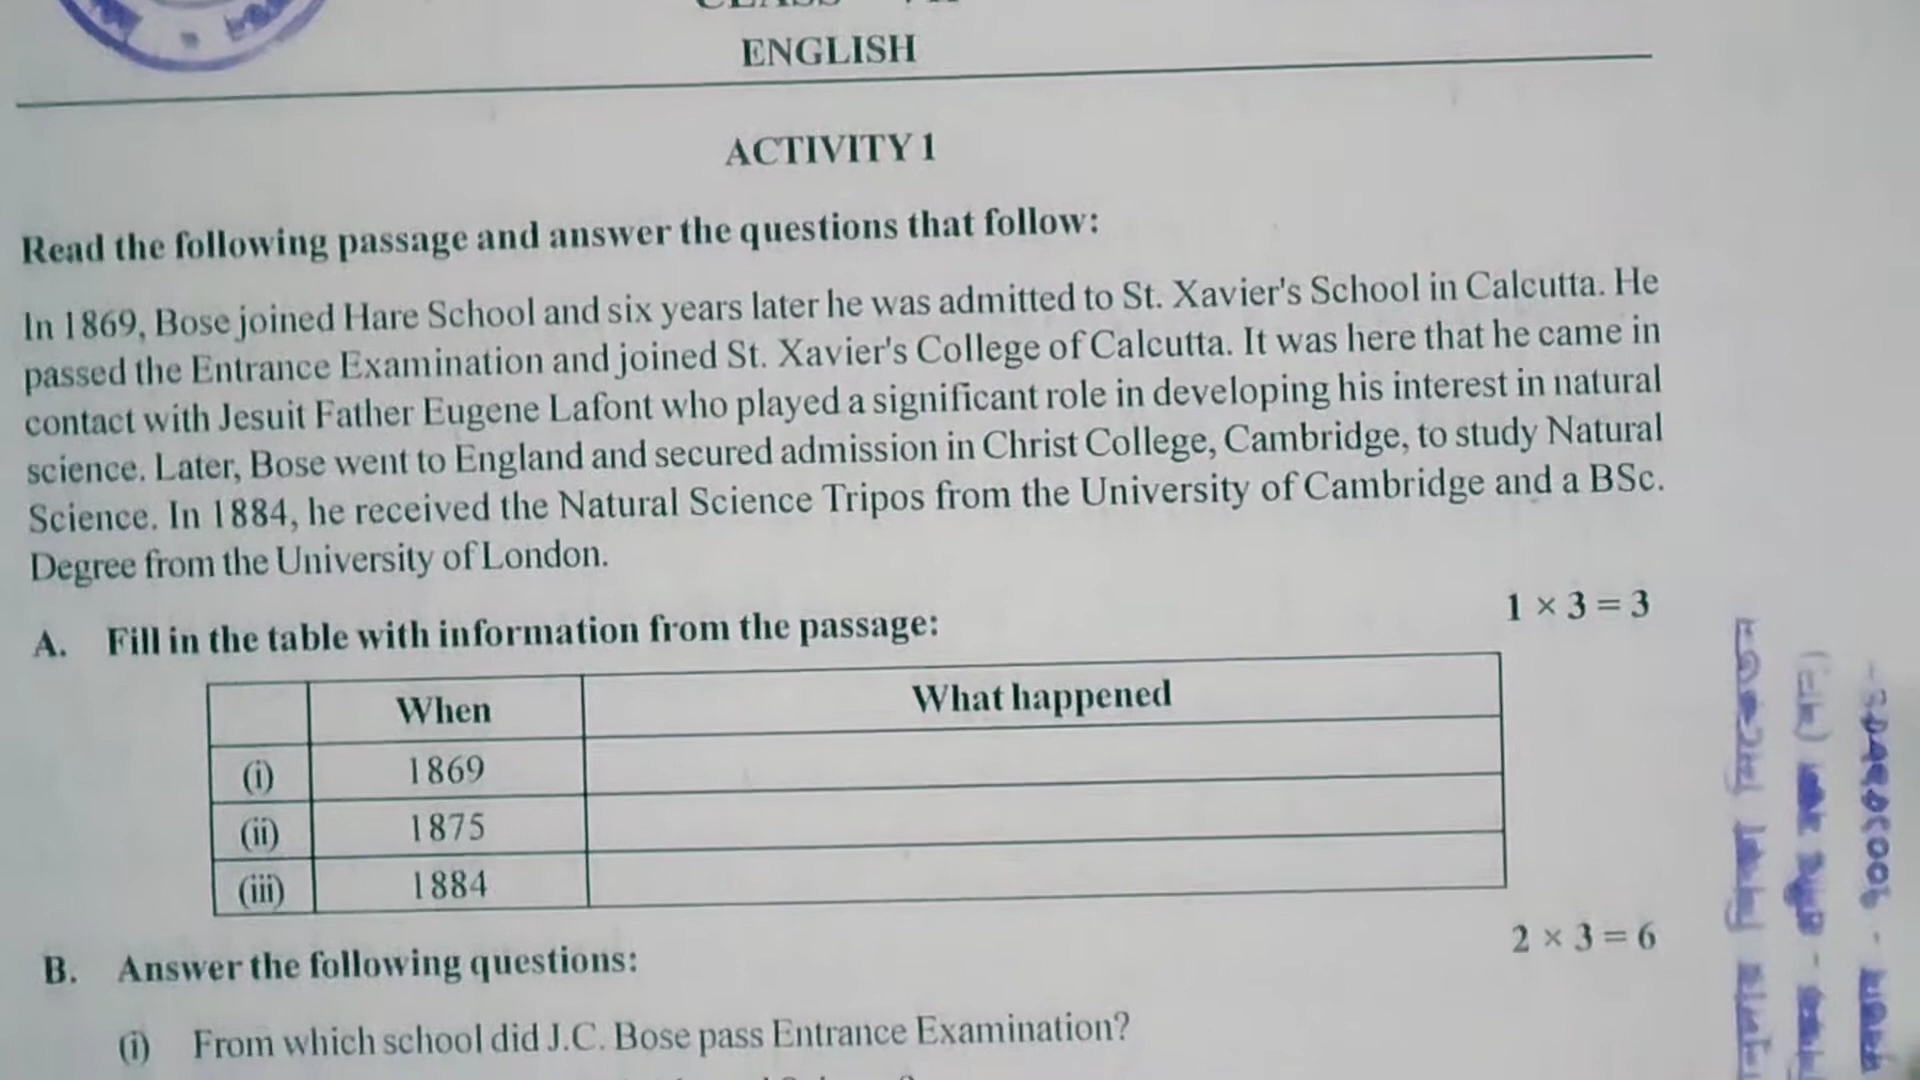 ENGLISH
ACTIVITY 1
Read the following passage and answer the questions that follow:
In 1869, Bose joined Hare School and six years later he was admitted to St. Xavier's School in Calcutta. He
passed the Entrance Examination and joined St. Xavier's College of Calcutta. It was here that he came in
contact with Jesuit Father Eugene Lafont who played a significant role in developing his interest in natural
science. Later, Bose went to England and secured admission in Christ College, Cambridge, to study Natural
Science. In 1884, he received the Natural Science Tripos from the University of Cambridge and a BSc.
Degree from the University of London.
A. Fill in the table with information from the passage: 1 × 3 = 3
When What happened
(i) 1869
(ii) 1875
(iii) 1884
B. Answer the following questions: 2 × 3 = 6
(i) From which school did J.C. Bose pass Entrance Examination?